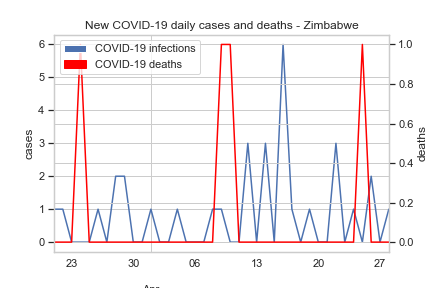 New COVID-19 daily cases and deaths - Zimbabwe
COVID-19 infections
COVID-19 deaths
cases
6
5
4
3
2
1
0
1.0
0.8
0.6
0.4
0.2
0.0
deaths
23 30 06 13 20 27